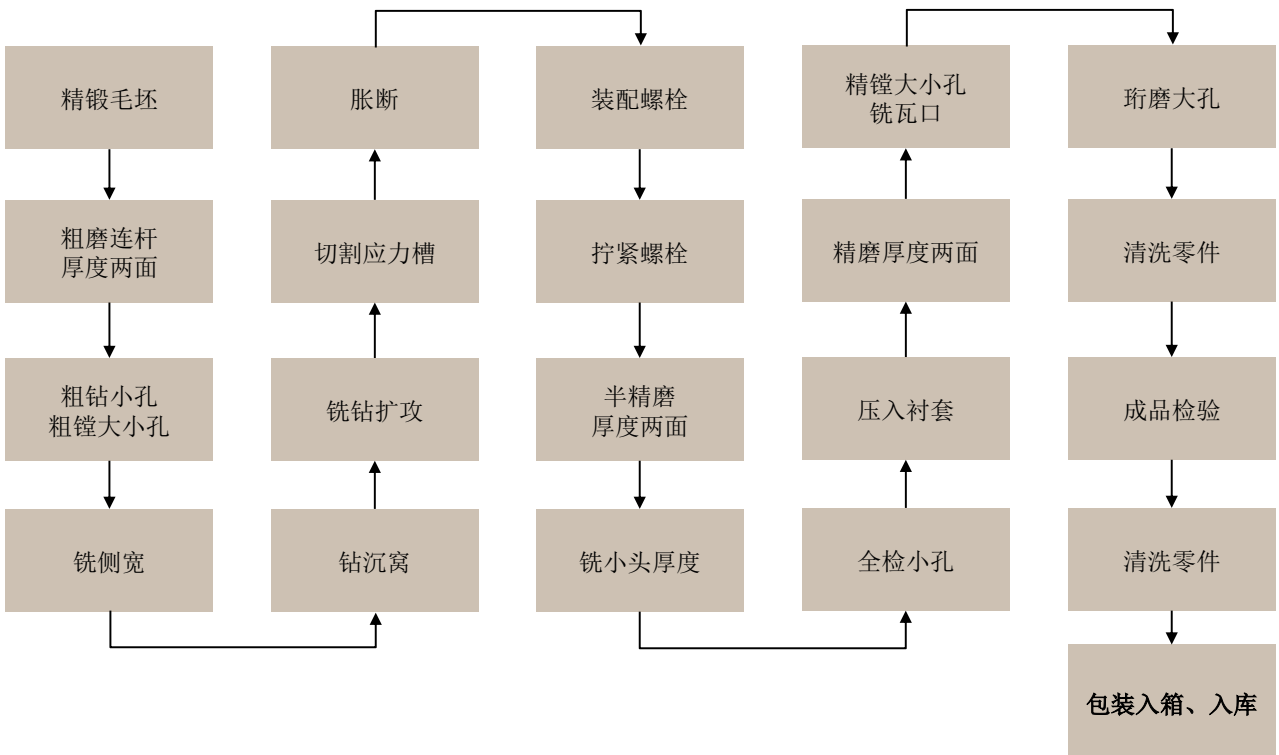 精锻毛坯
粗磨连杆
厚度两面
粗钻小孔
粗镗大小孔
铣侧宽
钻沉窝
铣钻扩攻
切割应力槽
胀断
装配螺栓
拧紧螺栓
半精磨
厚度两面
铣小头厚度
全检小孔
压入衬套
精磨厚度两面
精镗大小孔
铣瓦口
珩磨大孔
清洗零件
成品检验
清洗零件
包装入箱、入库